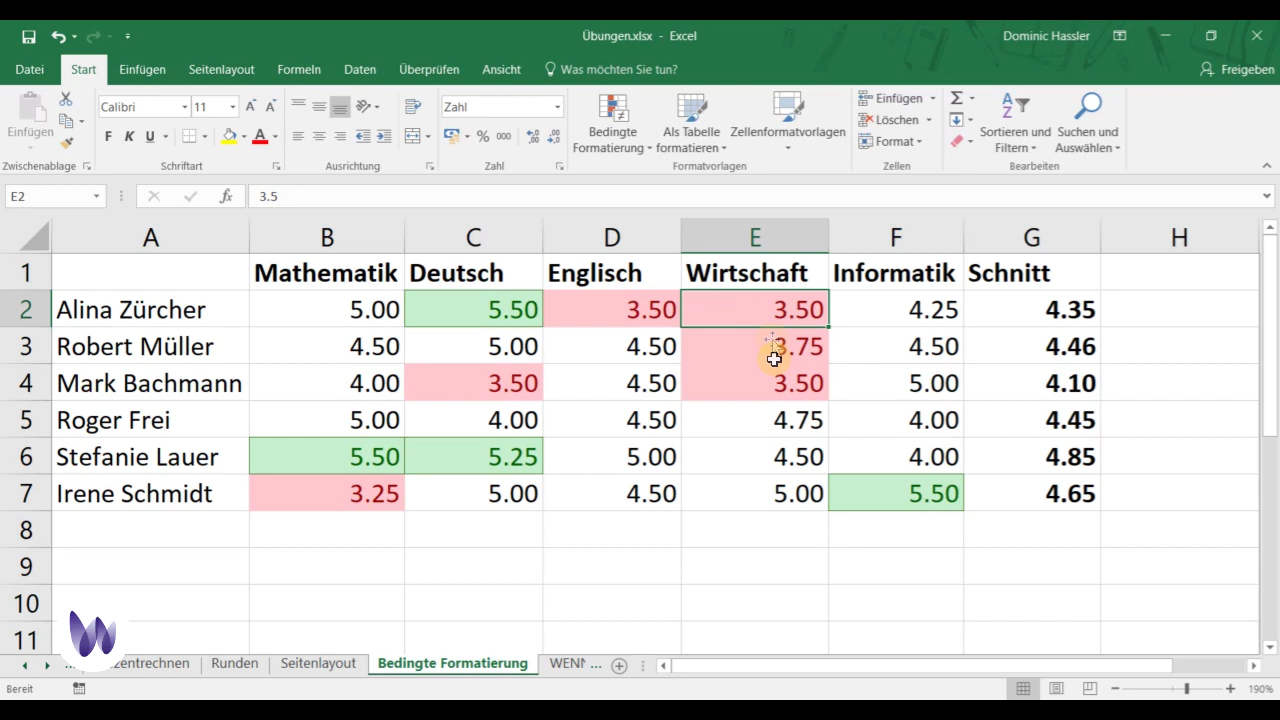 Übungen.xlsx - Excel
Dominic Hassler
Datei Start Einfügen Seitenlayout Formeln Daten Überprüfen Ansicht Was möchten Sie tun? Freigeben
Einfügen
Calibri 11
F K U
Zahl
% 000
Bedingte Formatierung
Als Tabelle formatieren
Zellenformatvorlagen
Einfügen
Löschen
Format
Sortieren und Filtern
Suchen und Auswählen
Zwischenablage Schriftart Ausrichtung Zahl Formatvorlagen Zellen Bearbeiten
E2 fx 3.5
A B C D E F G H
1 Mathematik Deutsch Englisch Wirtschaft Informatik Schnitt
2 Alina Zürcher 5.00 5.50 3.50 3.50 4.25 4.35
3 Robert Müller 4.50 5.00 4.50 3.75 4.50 4.46
4 Mark Bachmann 4.00 3.50 4.50 3.50 5.00 4.10
5 Roger Frei 5.00 4.00 4.50 4.75 4.00 4.45
6 Stefanie Lauer 5.50 5.25 5.00 4.50 4.00 4.85
7 Irene Schmidt 3.25 5.00 4.50 5.00 5.50 4.65
8
9
10
11
... zentrechnen Runden Seitenlayout Bedingte Formatierung WENN ...
Bereit 190%